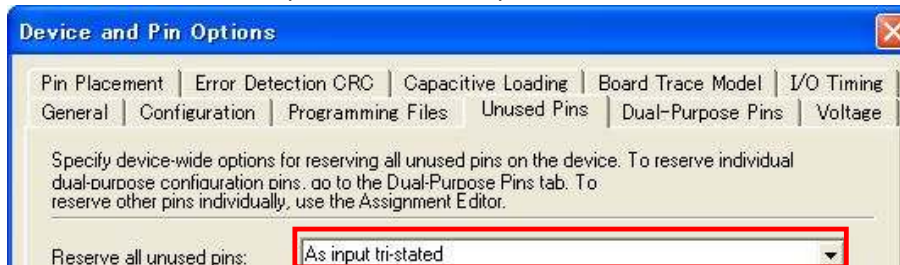 Device and Pin Options
Pin Placement Error Detection CRC Capacitive Loading Board Trace Model I/O Timing
General Configuration Programming Files Unused Pins Dual-Purpose Pins Voltage
Specify device-wide options for reserving all unused pins on the device. To reserve individual
dual-purpose configuration pins, go to the Dual-Purpose Pins tab. To
reserve other pins individually, use the Assignment Editor.
Reserve all unused pins: As input tri-stated